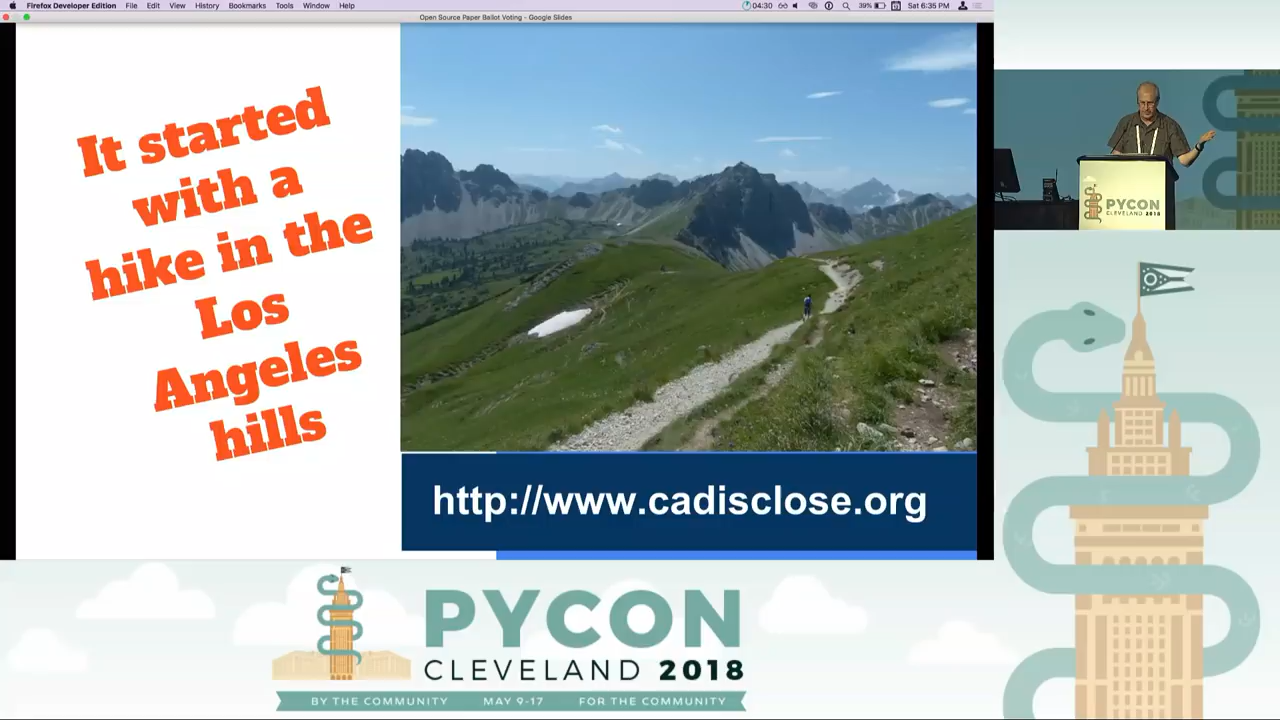 Firefox Developer Edition File Edit View History Bookmarks Tools Window Help 04:30 39% Sat 6:35 PM
Open Source Paper Ballot Voting - Google Slides
It started
with a
hike in the
Los
Angeles
hills
http://www.cadisclose.org
PYCON
CLEVELAND 2018
PYCON
CLEVELAND 2018
BY THE COMMUNITY MAY 9-17 FOR THE COMMUNITY